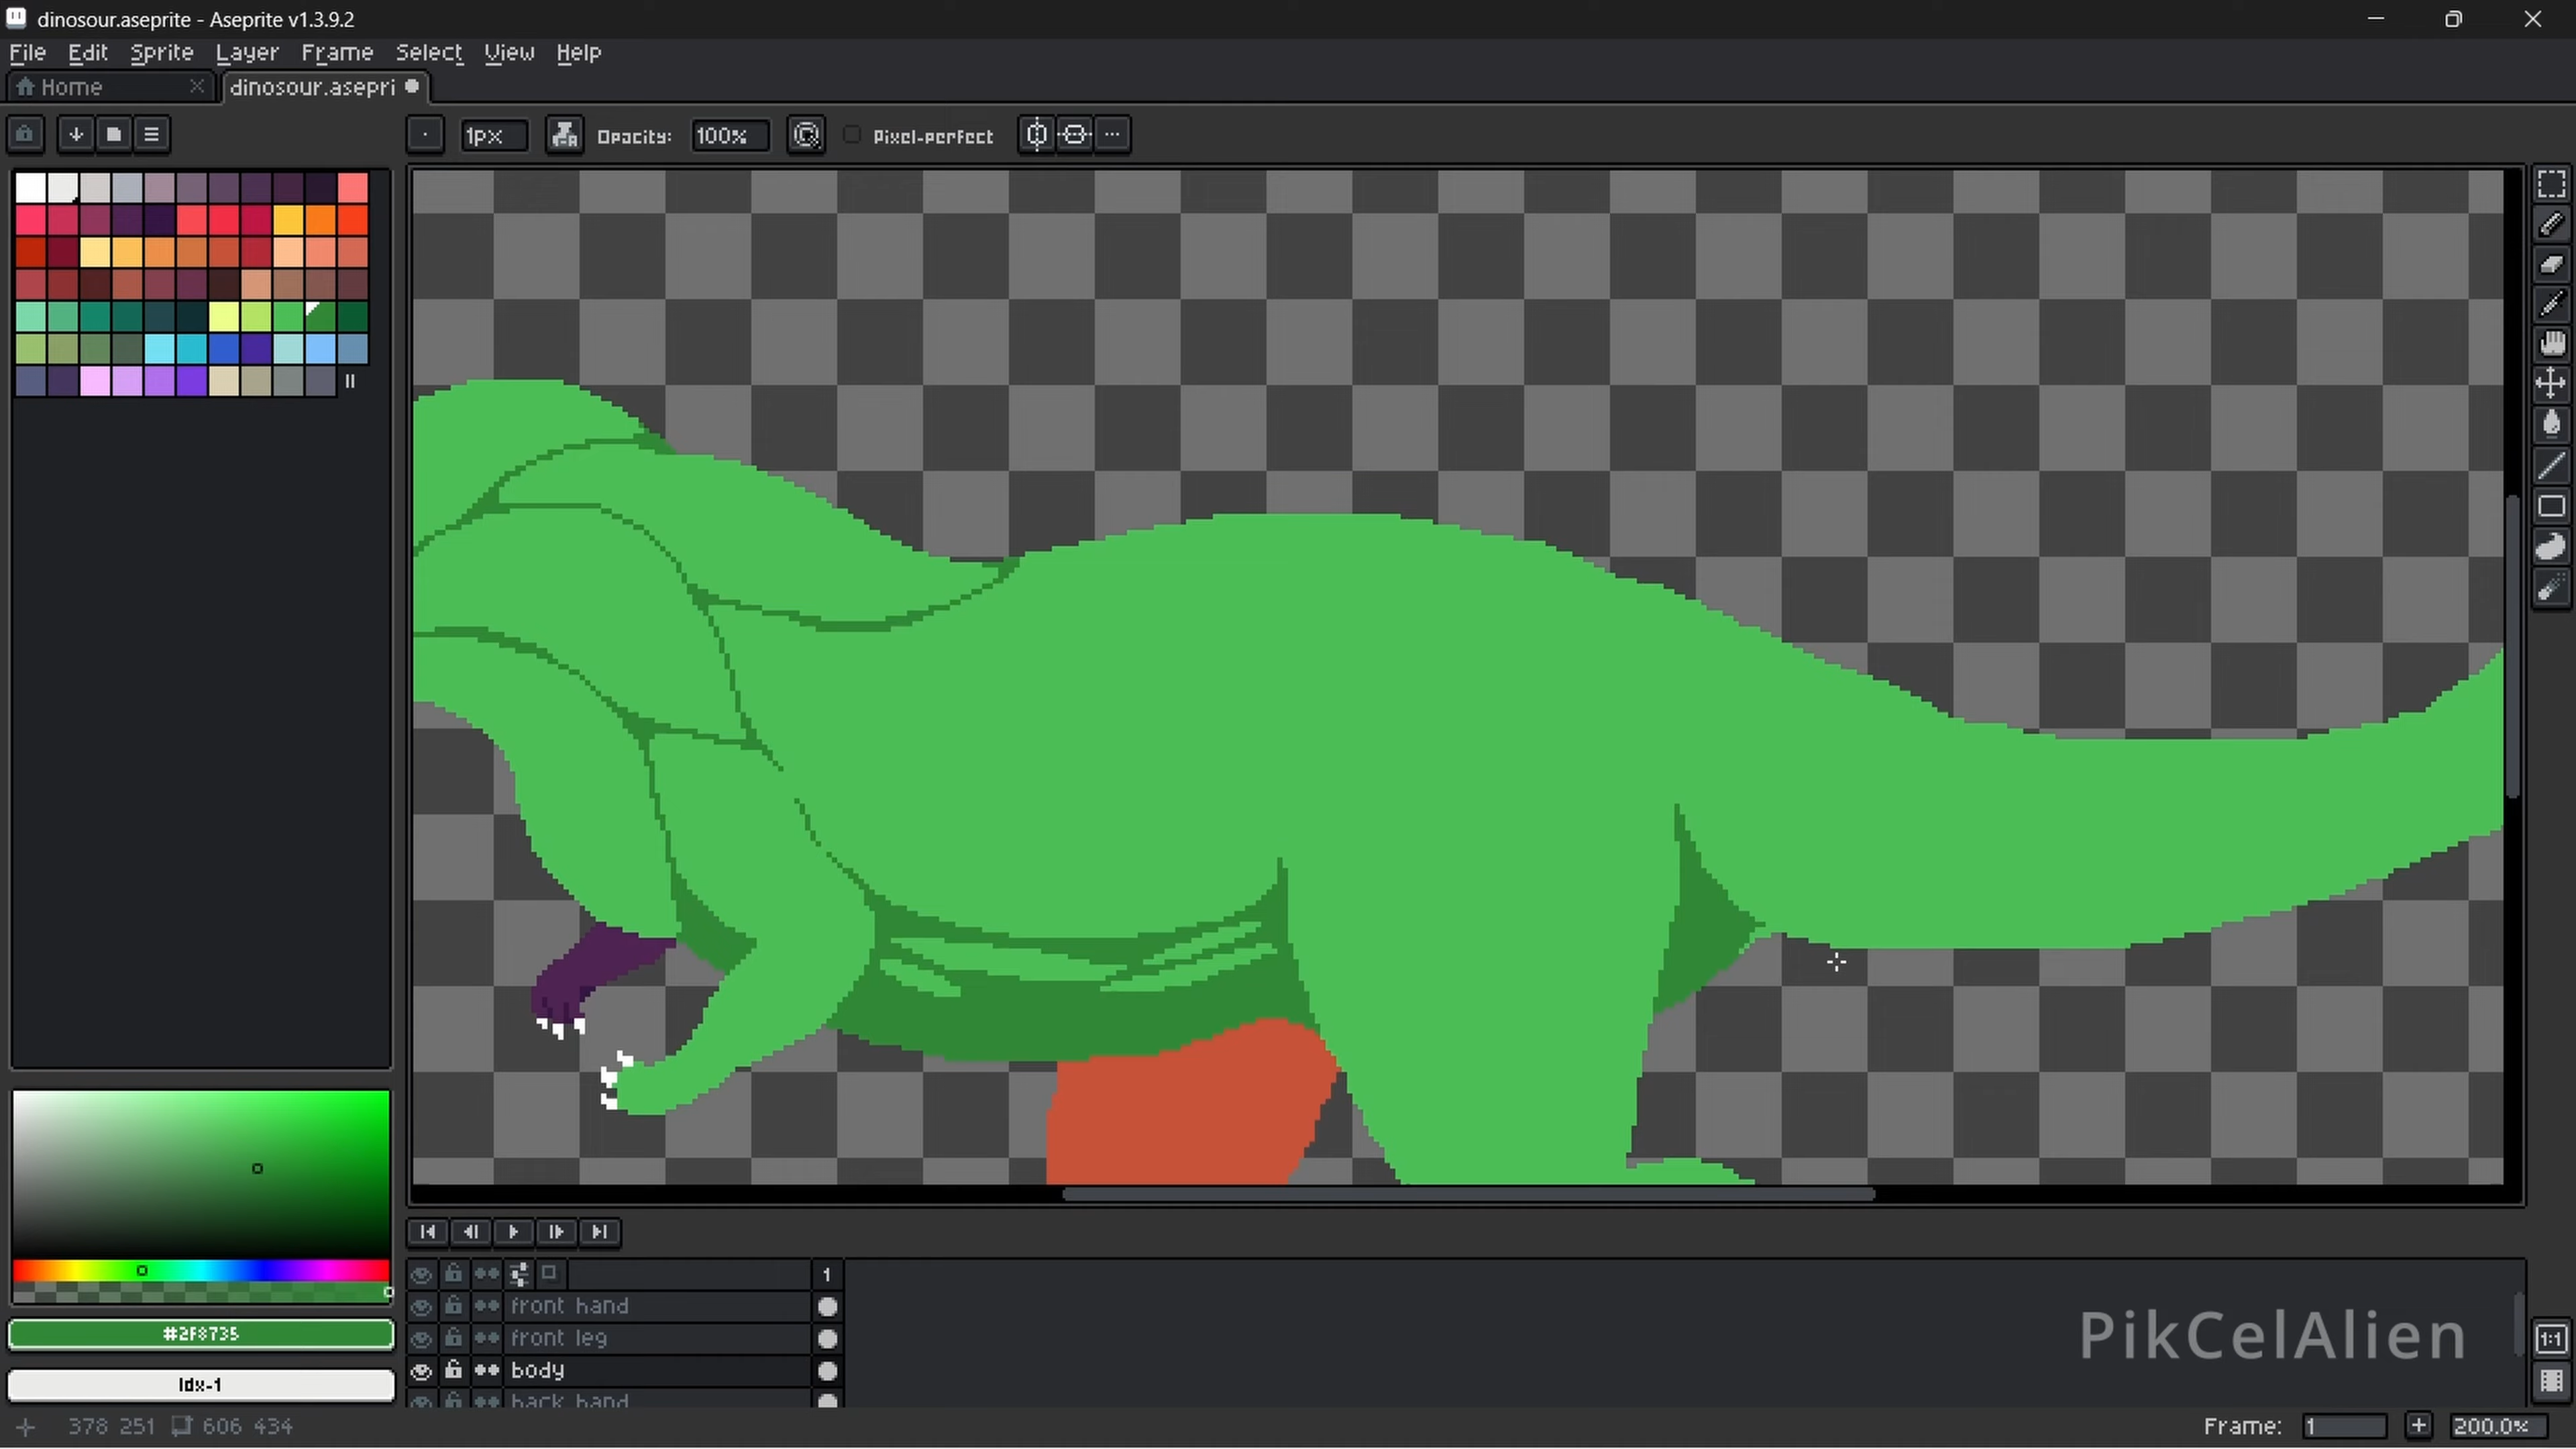 dinosour.aseprite - Aseprite v1.3.9.2
File Edit Sprite Layer Frame Select View Help
Home dinosour.asepri
1px Opacity: 100% Pixel-perfect
1
front hand
front leg
body
back hand
#2F8735
Idx-1
PikCelAlien
1:1
378 251 606 434
Frame: 1 200.0%